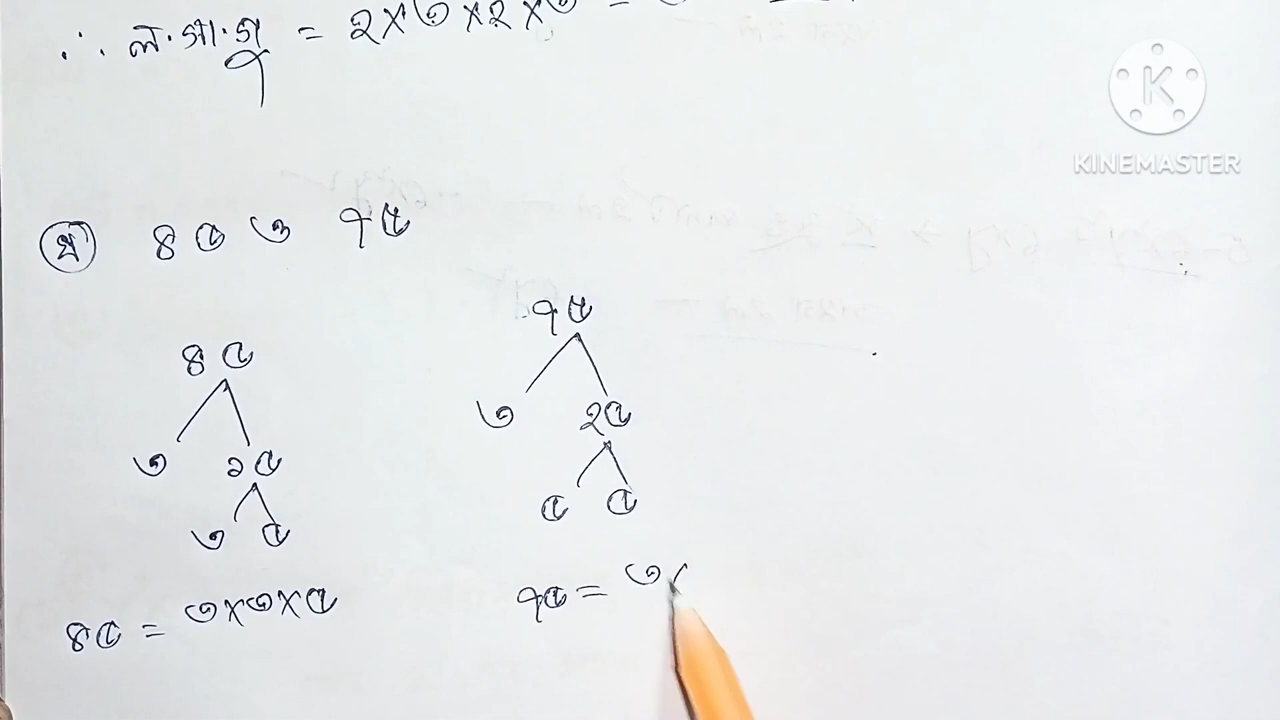 ∴ ল.সা.গু = ২×৩×২×৩ =
K
KINEMASTER
ঘ ৪৫ ও ৭৫
৭৫
৪৫
৩ ২৫
৩ ১৫
৫ ৫
৩ ৫
৭৫ = ৩×
৪৫ = ৩×৩×৫